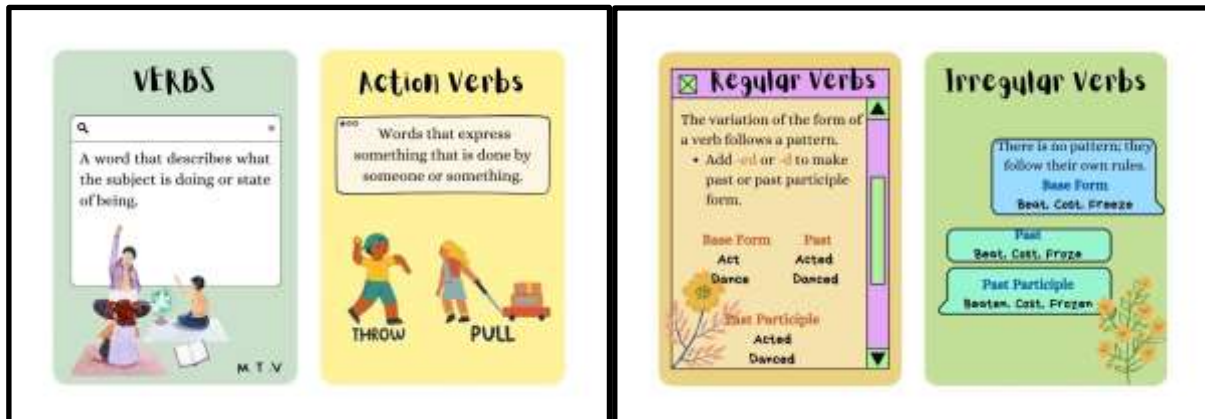 VERBS
A word that describes what
the subject is doing or state
of being.
M T V
Action Verbs
Words that express
something that is done by
someone or something.
THROW
PULL
Regular Verbs
The variation of the form of
a verb follows a pattern.
• Add -ed or -d to make
past or past participle
form.
Base Form Past
Act Acted
Dance Danced
Past Participle
Acted
Danced
Irregular Verbs
There is no pattern; they
follow their own rules.
Base Form
Beat, Cost, Freeze
Past
Beat, Cost, Froze
Past Participle
Beaten, Cost, Frozen